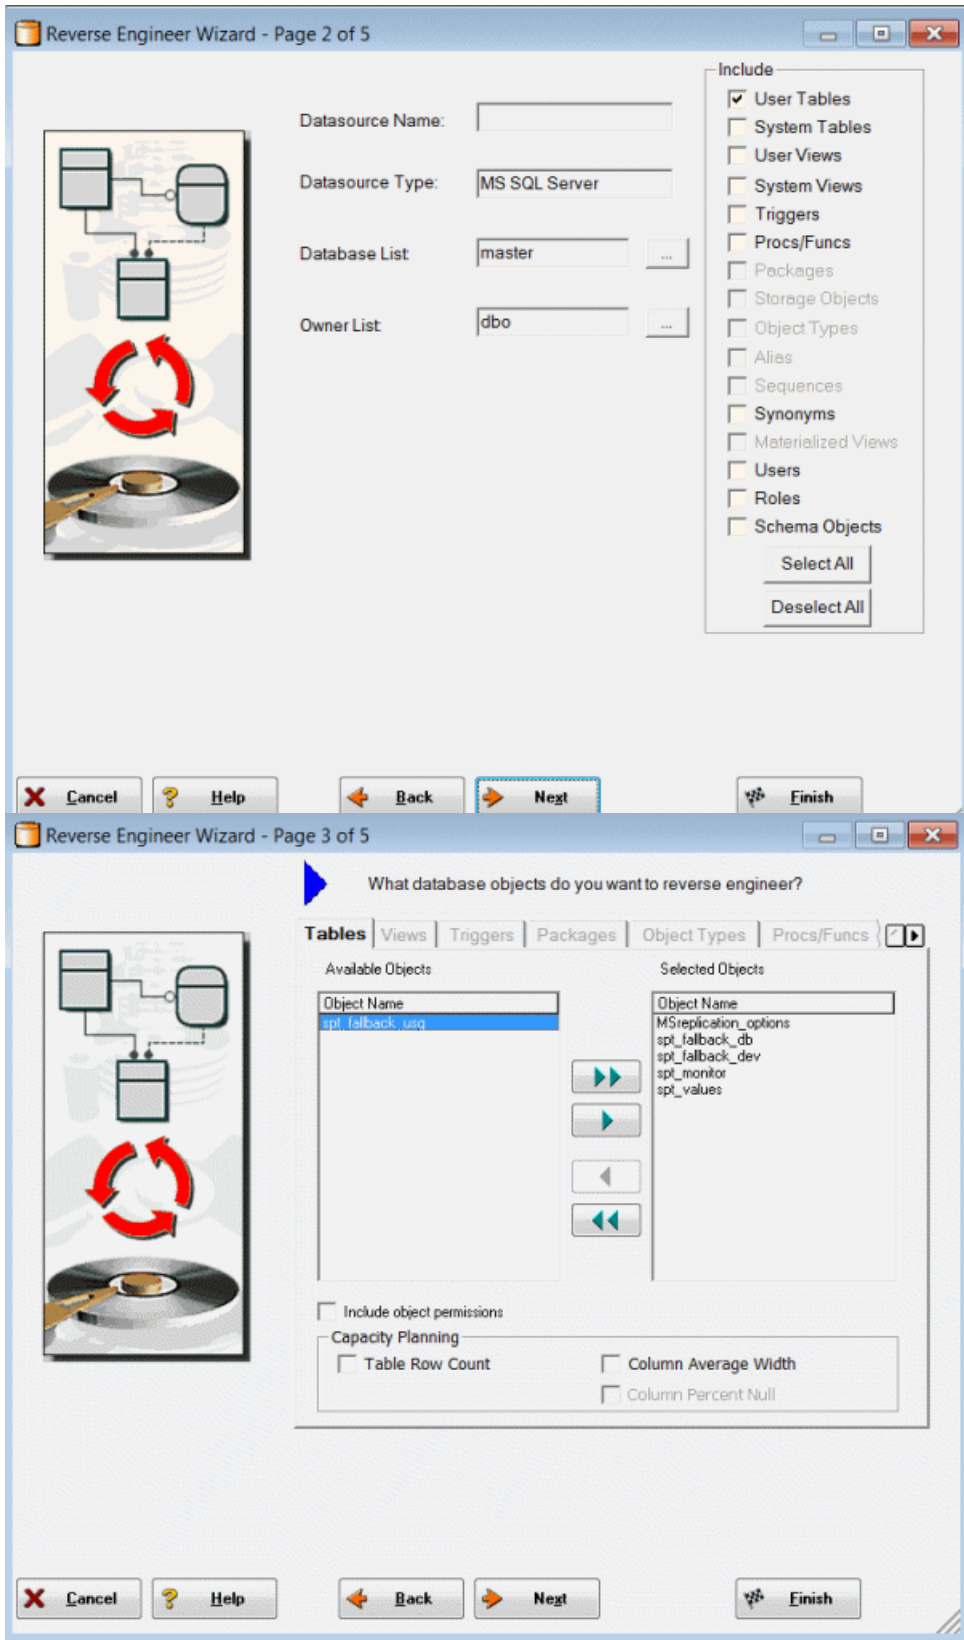 Reverse Engineer Wizard - Page 2 of 5
Include
Datasource Name:
Datasource Type: MS SQL Server
Database List master ...
Owner List dbo ...
User Tables
System Tables
User Views
System Views
Triggers
Procs/Funcs
Packages
Storage Objects
Object Types
Alias
Sequences
Synonyms
Materialized Views
Users
Roles
Schema Objects
Select All
Deselect All
Cancel Help Back Next Finish
Reverse Engineer Wizard - Page 3 of 5
What database objects do you want to reverse engineer?
Tables Views Triggers Packages Object Types Procs/Funcs
Available Objects Selected Objects
Object Name
spt_fallback_usg
Object Name
MSreplication_options
spt_fallback_db
spt_fallback_dev
spt_monitor
spt_values
Include object permissions
Capacity Planning
Table Row Count Column Average Width
Column Percent Null
Cancel Help Back Next Finish